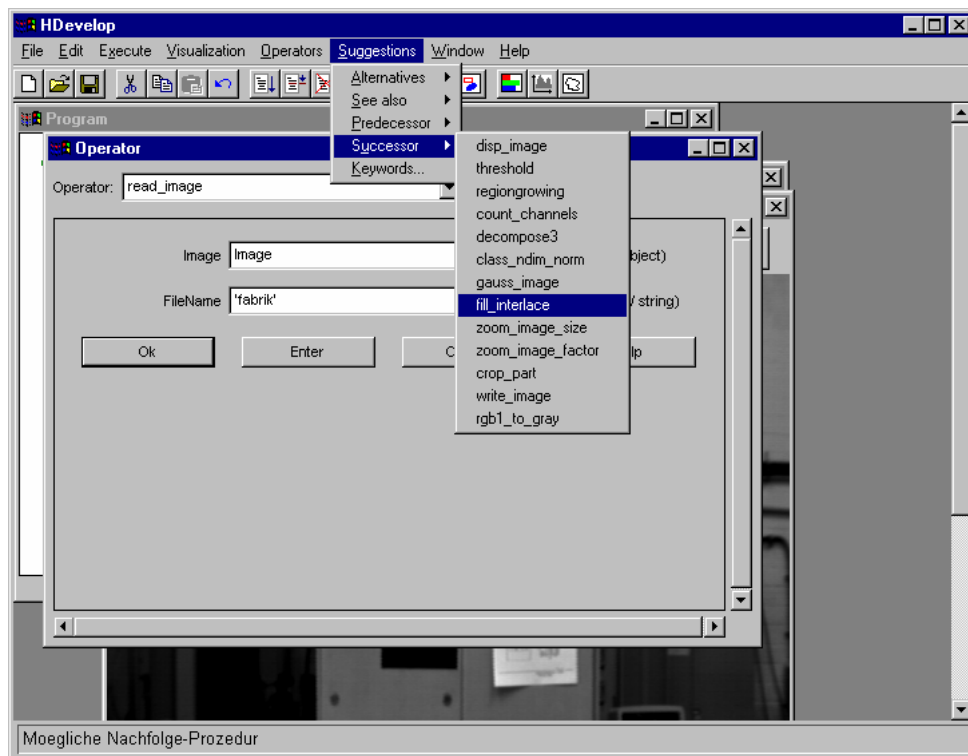 HDevelop
File Edit Execute Visualization Operators Suggestions Window Help
Alternatives
See also
Predecessor
Successor
Keywords...
Program
Operator
Operator: read_image
disp_image
threshold
regiongrowing
count_channels
decompose3
class_ndim_norm
gauss_image
fill_interlace
zoom_image_size
zoom_image_factor
crop_part
write_image
rgb1_to_gray
Image Image
FileName 'fabrik' string)
Ok Enter
Moegliche Nachfolge-Prozedur